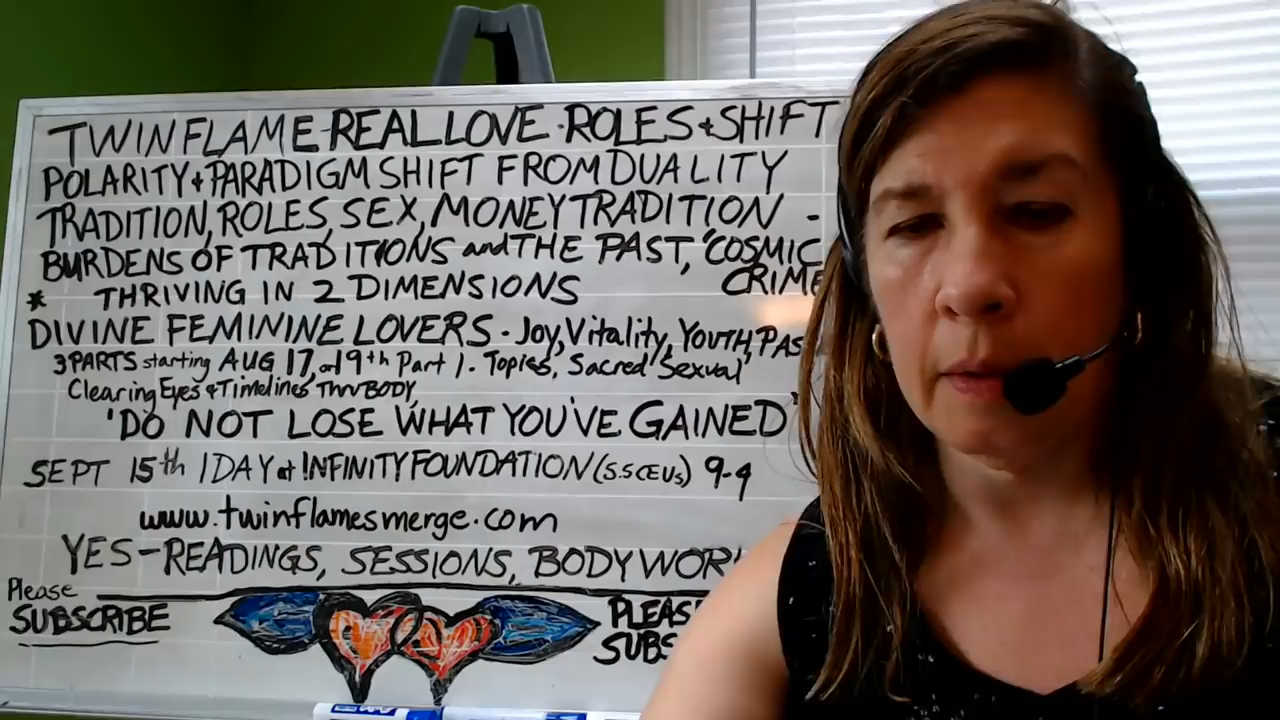 TWIN FLAME-REAL LOVE-ROLES+SHIFT
POLARITY+PARADIGM SHIFT FROM DUALITY
TRADITION, ROLES, SEX, MONEY TRADITION -
BURDENS OF TRADITIONS and THE PAST, 'COSMIC
CRIME
* THRIVING IN 2 DIMENSIONS
DIVINE FEMININE LOVERS - Joy, Vitality, YOUTH, PAS
3 PARTS starting AUG 17, or 19th Part 1. Topics, Sacred Sexual
Clearing Eyes + Timelines Thru BODY,
'DO NOT LOSE WHAT YOU'VE GAINED'
SEPT 15th 1 DAY at INFINITY FOUNDATION (5.5 CEUs) 9-4
www.twinflamesmerge.com
YES-READINGS, SESSIONS, BODYWOR
Please
SUBSCRIBE
PLEAS
SUBS